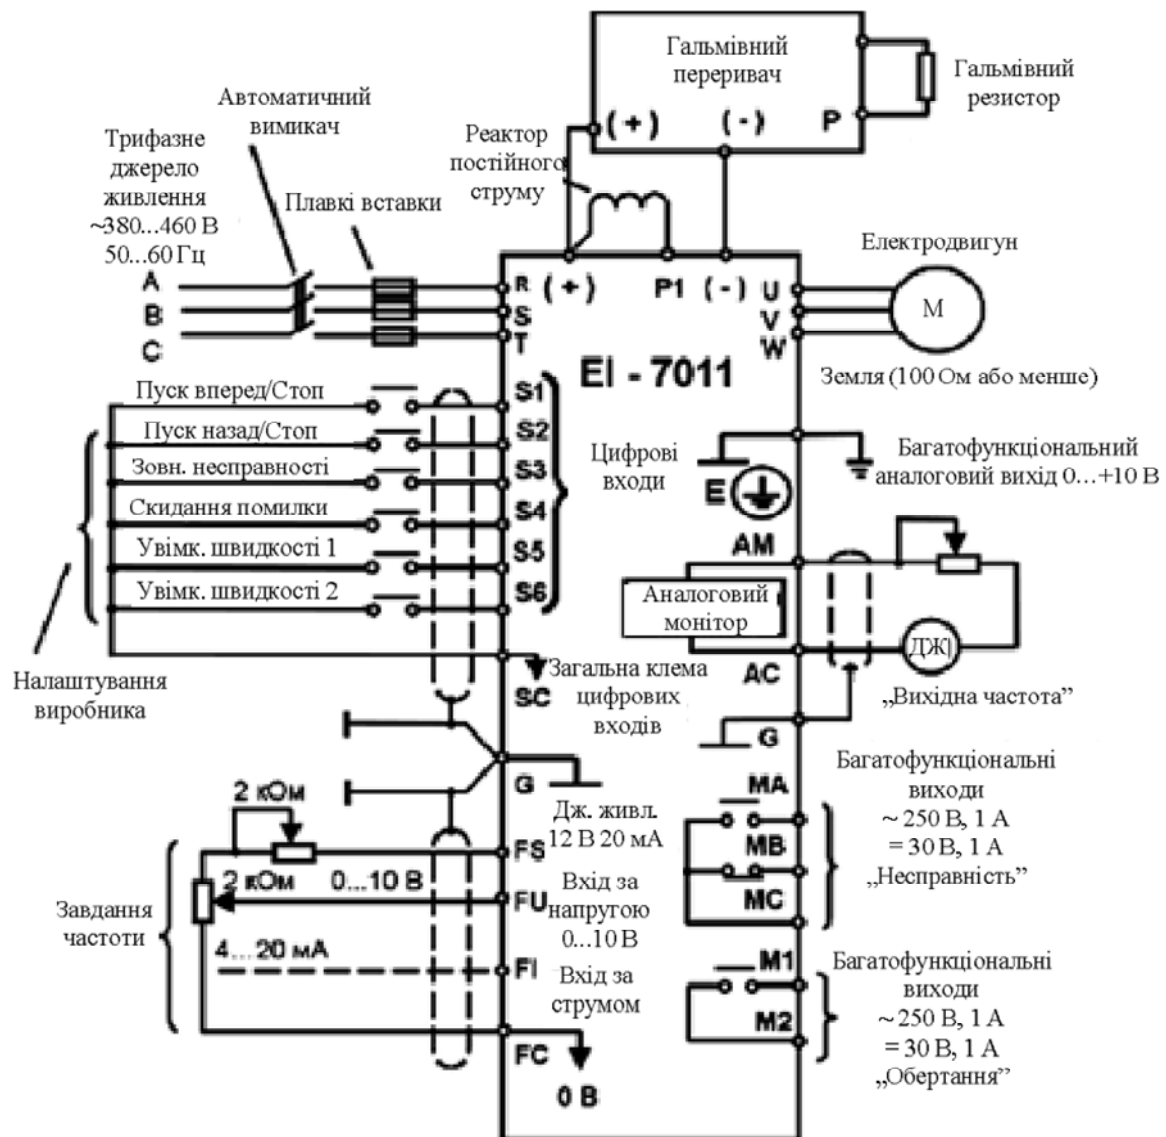 Гальмівний
переривач
(+)
(-)
P
Гальмівний
резистор
Автоматичний
вимикач
Трифазне
джерело
живлення
~380...460 В
50...60 Гц
Плавкі вставки
Реактор
постійного
струму
Електродвигун
A
B
C
R
S
T
(+)
P1
(-)
U
V
W
М
EI - 7011
Земля (100 Ом або менше)
Пуск вперед/Стоп
Пуск назад/Стоп
Зовн. несправності
Скидання помилки
Увімк. швидкості 1
Увімк. швидкості 2
S1
S2
S3
S4
S5
S6
Цифрові
входи
E
Багатофункціональний
аналоговий вихід 0...+10 В
AM
Аналоговий
монітор
AC
ДЖ
„Вихідна частота”
G
Налаштування
виробника
SC
Загальна клема
цифрових
входів
G
Дж. живл.
12 В 20 мА
2 кОм
2 кОм
0...10 В
FS
FU
Вхід за
напругою
0...10 В
Завдання
частоти
4...20 мА
FI
Вхід за
струмом
FC
0 В
MA
MB
MC
Багатофункціональні
виходи
~ 250 В, 1 А
= 30 В, 1 А
„Несправність”
M1
M2
Багатофункціональні
виходи
~ 250 В, 1 А
= 30 В, 1 А
„Обертання”